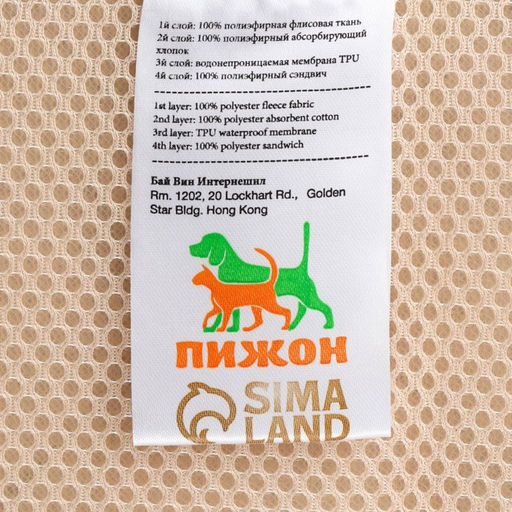 1й слой: 100% полиэфирная флисовая ткань
2й слой: 100% полиэфирный абсорбирующий
хлопок
3й слой: водонепроницаемая мембрана TPU
4й слой: 100% полиэфирный сэндвич
1st layer: 100% polyester fleece fabric
2nd layer: 100% polyester absorbent cotton
3rd layer: TPU waterproof membrane
4th layer: 100% polyester sandwich
Бай Вин Интернешнл
Rm. 1202, 20 Lockhart Rd., Golden
Star Bldg. Hong Kong
ПИЖОН
SIMA
LAND